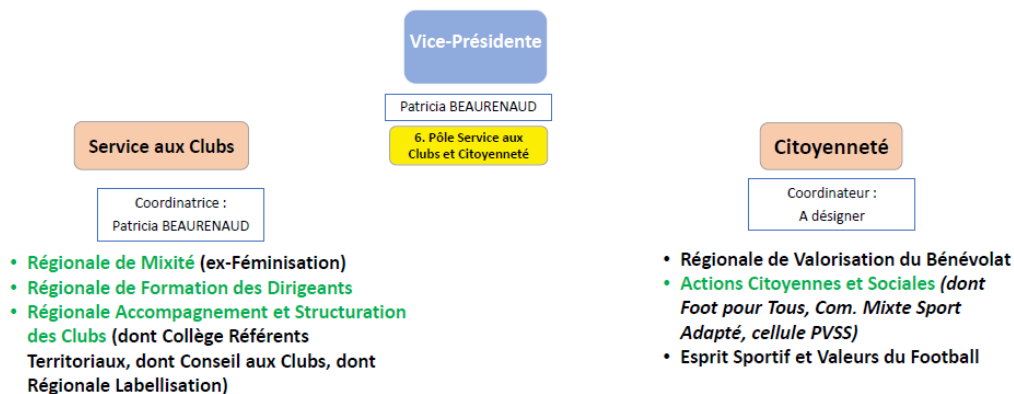 Vice-Présidente
Patricia BEAURENAUD
6. Pôle Service aux
Clubs et Citoyenneté
Service aux Clubs
Coordinatrice :
Patricia BEAURENAUD
• Régionale de Mixité (ex-Féminisation)
• Régionale de Formation des Dirigeants
• Régionale Accompagnement et Structuration
des Clubs (dont Collège Référents
Territoriaux, dont Conseil aux Clubs, dont
Régionale Labellisation)
Citoyenneté
Coordinateur :
A désigner
• Régionale de Valorisation du Bénévolat
• Actions Citoyennes et Sociales (dont
Foot pour Tous, Com. Mixte Sport
Adapté, cellule PVSS)
• Esprit Sportif et Valeurs du Football